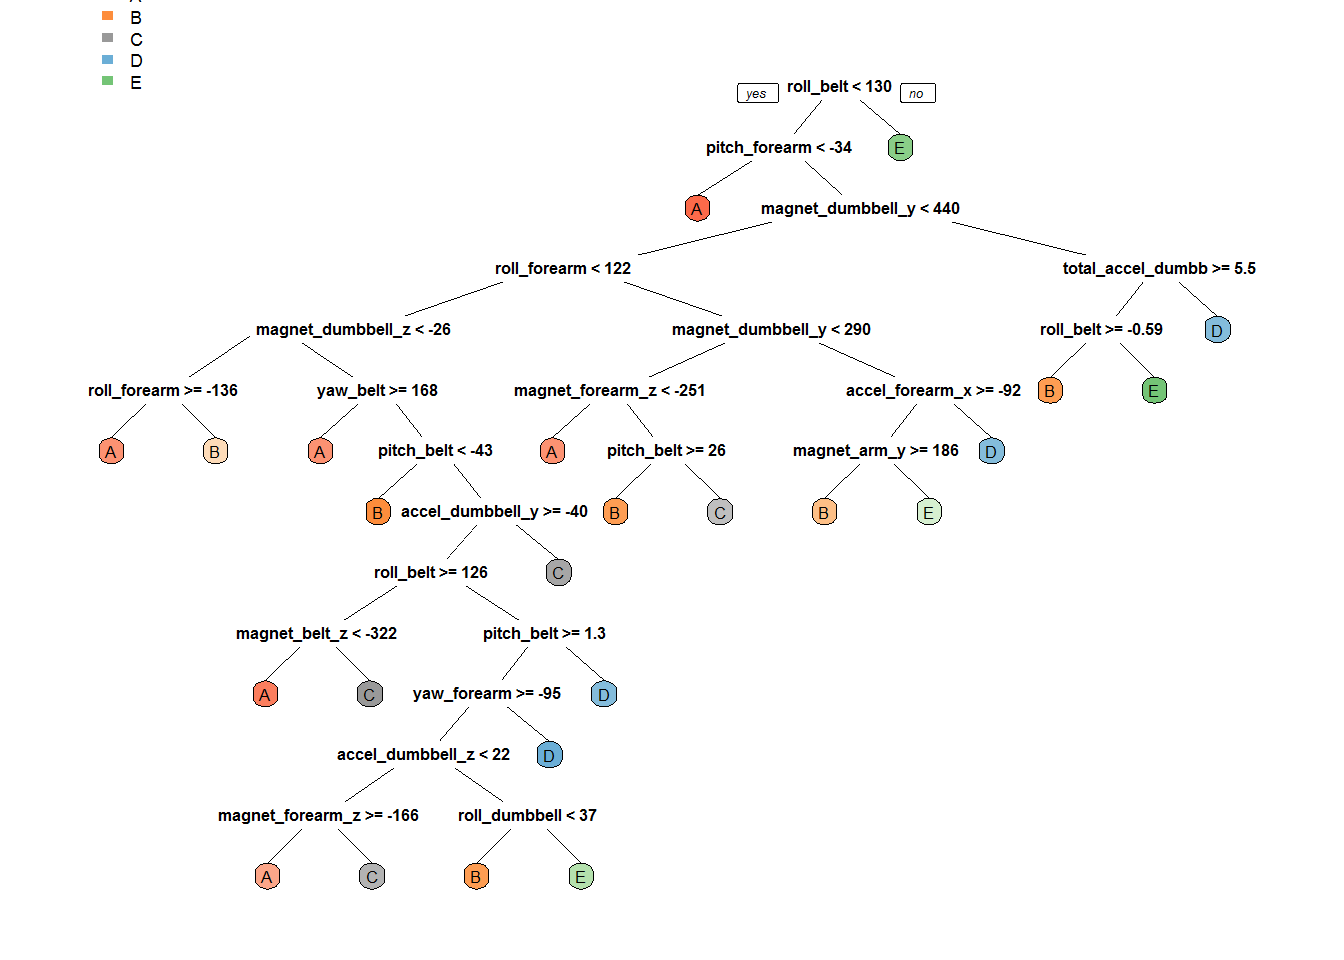 B
C
D
E
yes roll_belt < 130 no
pitch_forearm < -34 E
A magnet_dumbbell_y < 440
roll_forearm < 122 total_accel_dumbb >= 5.5
magnet_dumbbell_z < -26 magnet_dumbbell_y < 290 roll_belt >= -0.59 D
roll_forearm >= -136 yaw_belt >= 168 magnet_forearm_z < -251 accel_forearm_x >= -92 B E
A B A pitch_belt < -43 A pitch_belt >= 26 magnet_arm_y >= 186 D
B accel_dumbbell_y >= -40 B C B E
roll_belt >= 126 C
magnet_belt_z < -322 pitch_belt >= 1.3
A C yaw_forearm >= -95 D
accel_dumbbell_z < 22 D
magnet_forearm_z >= -166 roll_dumbbell < 37
A C B E